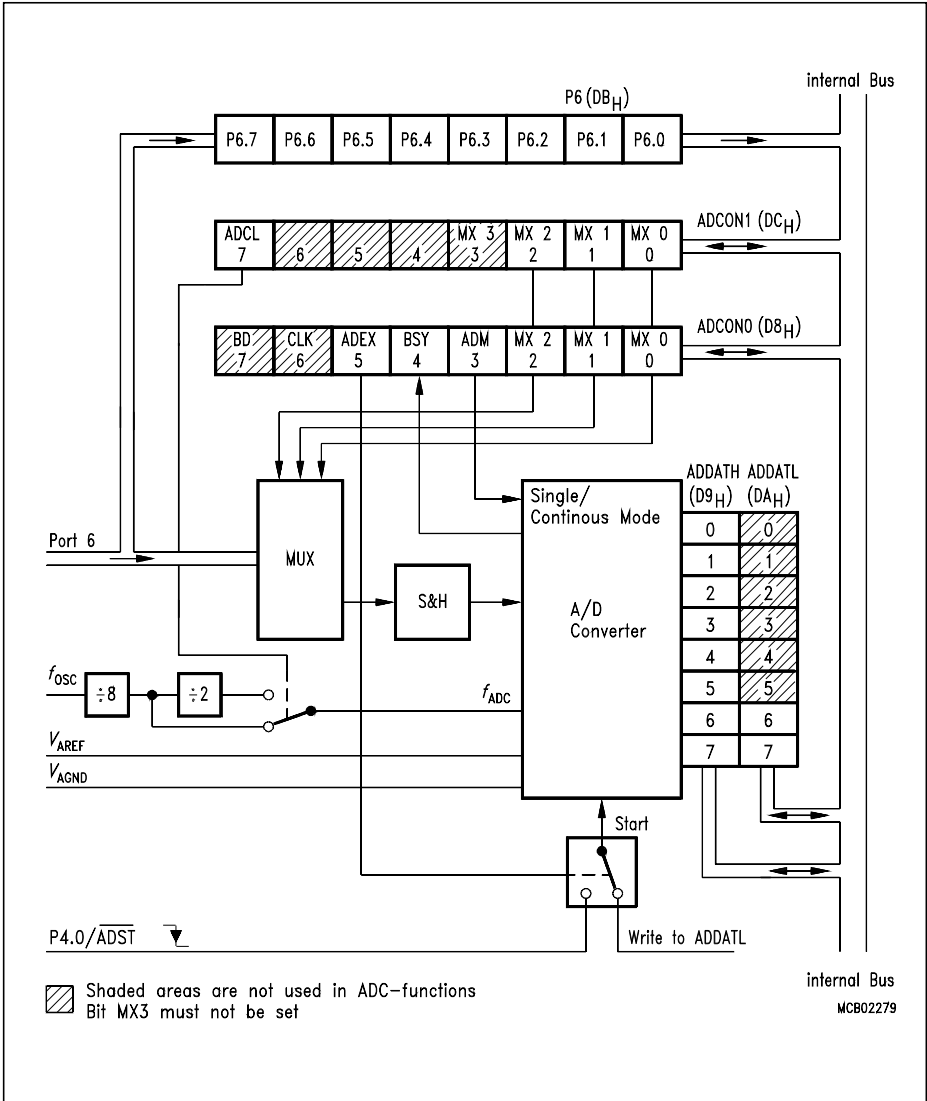 internal Bus
P6 (DBH)
P6.7 P6.6 P6.5 P6.4 P6.3 P6.2 P6.1 P6.0
ADCON1 (DCH)
ADCL MX 3 MX 2 MX 1 MX 0
7 6 5 4 3 2 1 0
ADCON0 (D8H)
BD CLK ADEX BSY ADM MX 2 MX 1 MX 0
7 6 5 4 3 2 1 0
ADDATH ADDATL
(D9H) (DAH)
Single/
Continous Mode
0 0
1 1
2 2
3 3
4 4
5 5
6 6
7 7
Port 6
MUX
S&H
A/D
Converter
fOSC
÷8
÷2
fADC
VAREF
VAGND
Start
P4.0/ADST
Write to ADDATL
internal Bus
Shaded areas are not used in ADC-functions
Bit MX3 must not be set
MCB02279